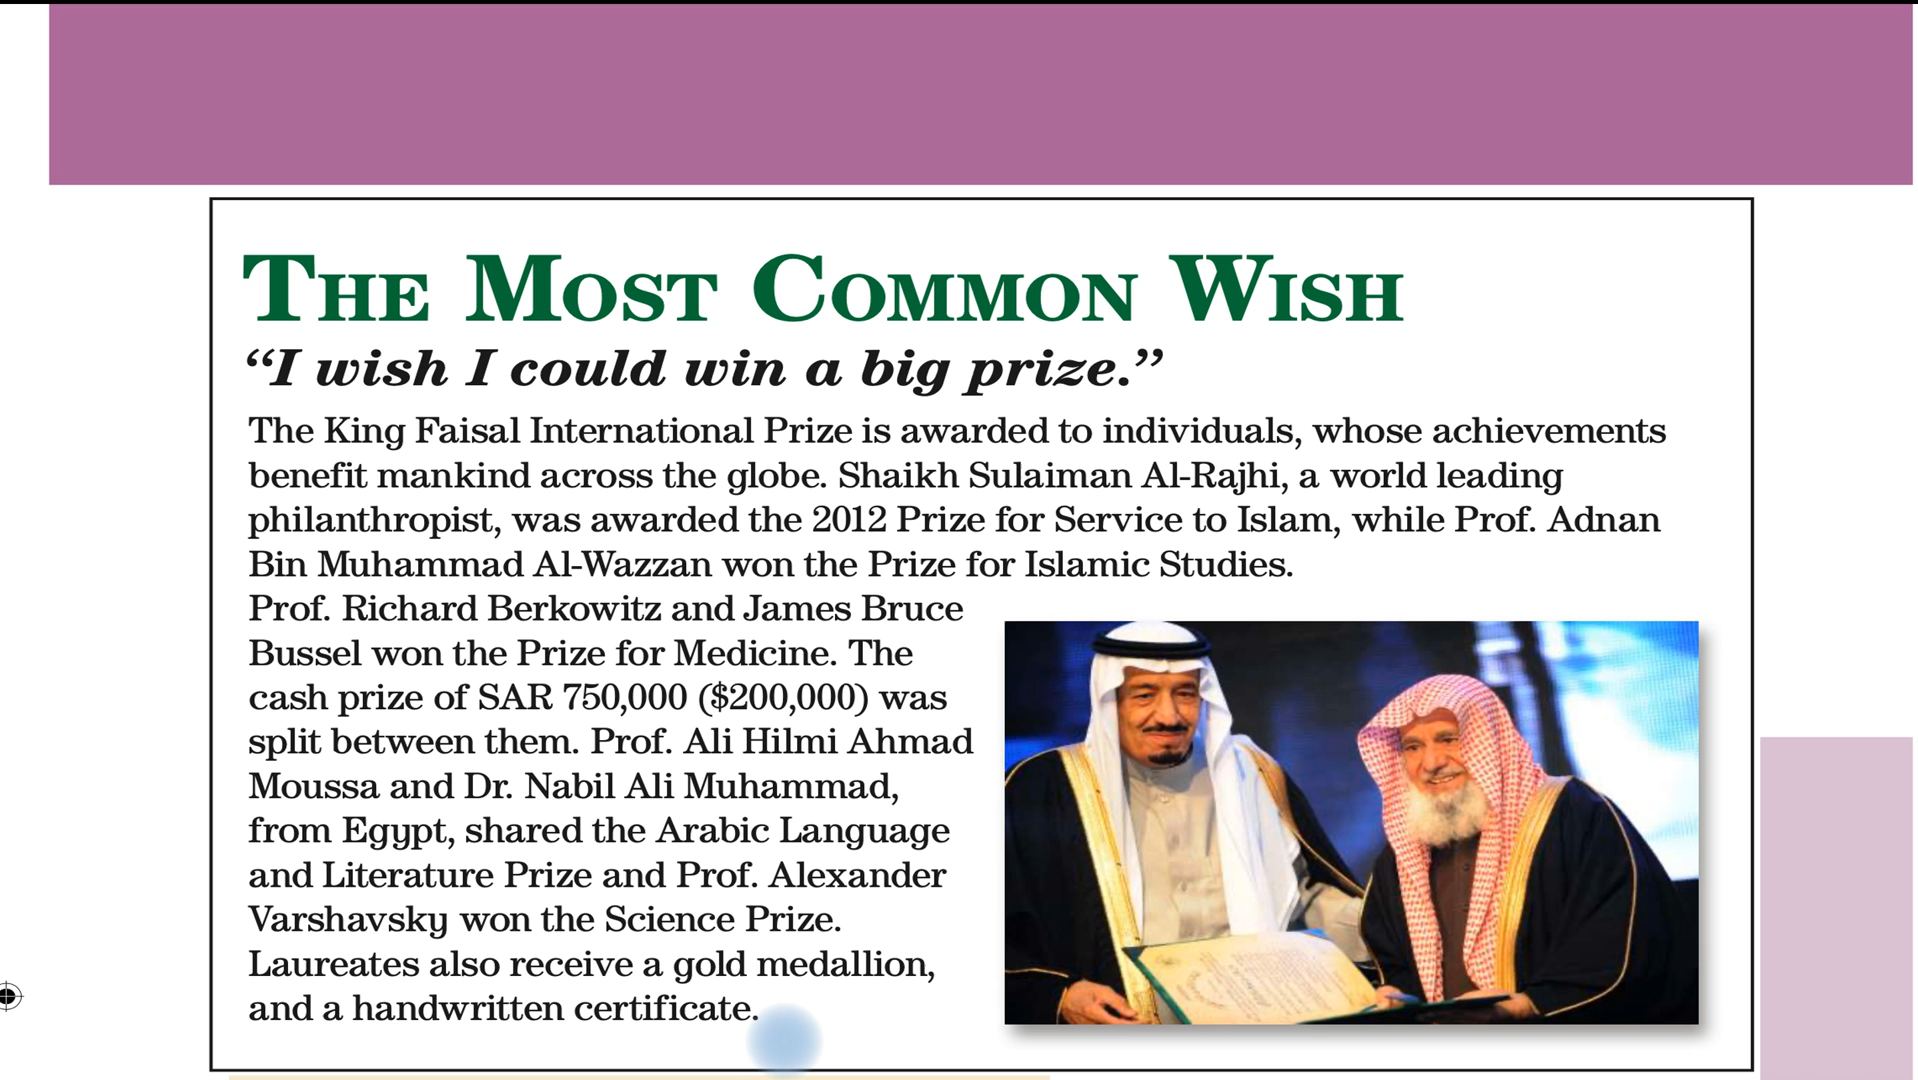 THE MOST COMMON WISH
“I wish I could win a big prize.”
The King Faisal International Prize is awarded to individuals, whose achievements
benefit mankind across the globe. Shaikh Sulaiman Al-Rajhi, a world leading
philanthropist, was awarded the 2012 Prize for Service to Islam, while Prof. Adnan
Bin Muhammad Al-Wazzan won the Prize for Islamic Studies.
Prof. Richard Berkowitz and James Bruce
Bussel won the Prize for Medicine. The
cash prize of SAR 750,000 ($200,000) was
split between them. Prof. Ali Hilmi Ahmad
Moussa and Dr. Nabil Ali Muhammad,
from Egypt, shared the Arabic Language
and Literature Prize and Prof. Alexander
Varshavsky won the Science Prize.
Laureates also receive a gold medallion,
and a handwritten certificate.